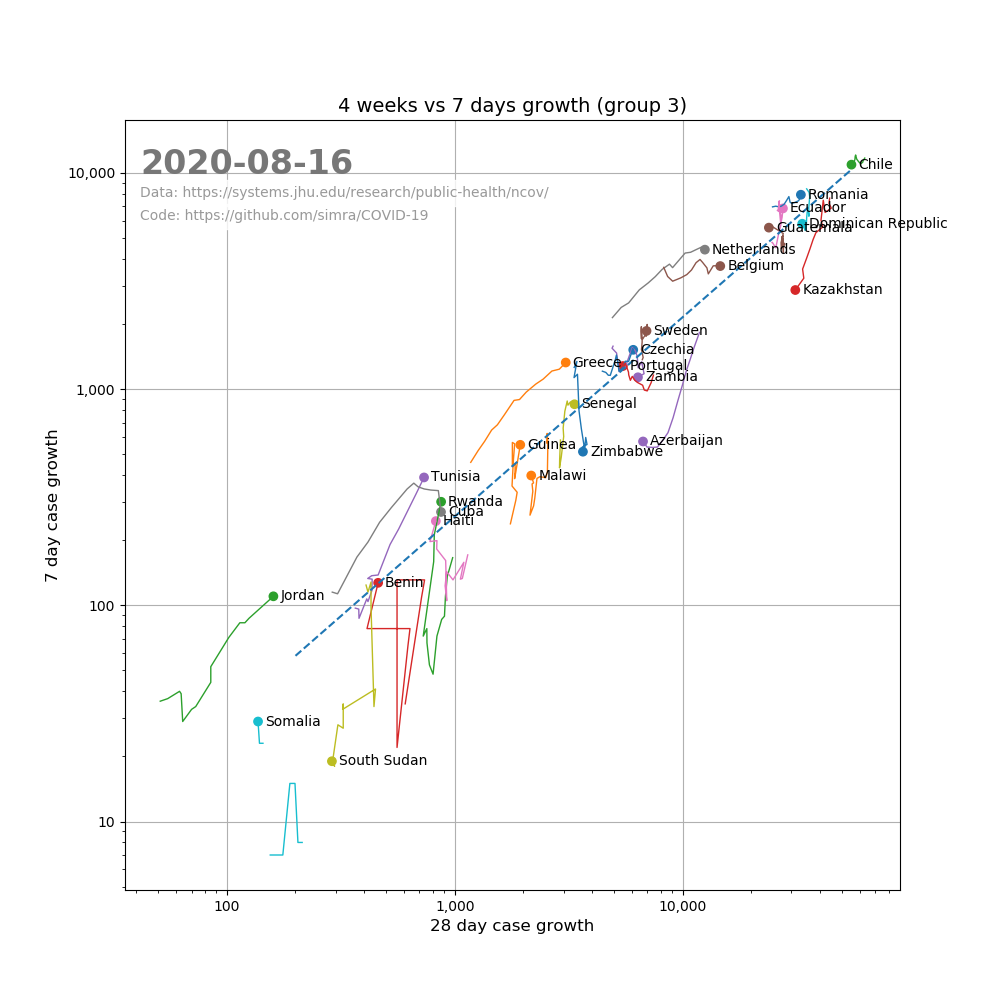 4 weeks vs 7 days growth (group 3)
2020-08-16
Data: https://systems.jhu.edu/research/public-health/ncov/
Code: https://github.com/simra/COVID-19
10,000
1,000
100
10
7 day case growth
Chile
Romania
Ecuador
Dominican Republic
Guatemala
Netherlands
Belgium
Kazakhstan
Sweden
Czechia
Greece
Portugal
Zambia
Senegal
Azerbaijan
Guinea
Zimbabwe
Tunisia
Malawi
Rwanda
Cuba
Haiti
Benin
Jordan
Somalia
South Sudan
100
1,000
10,000
28 day case growth